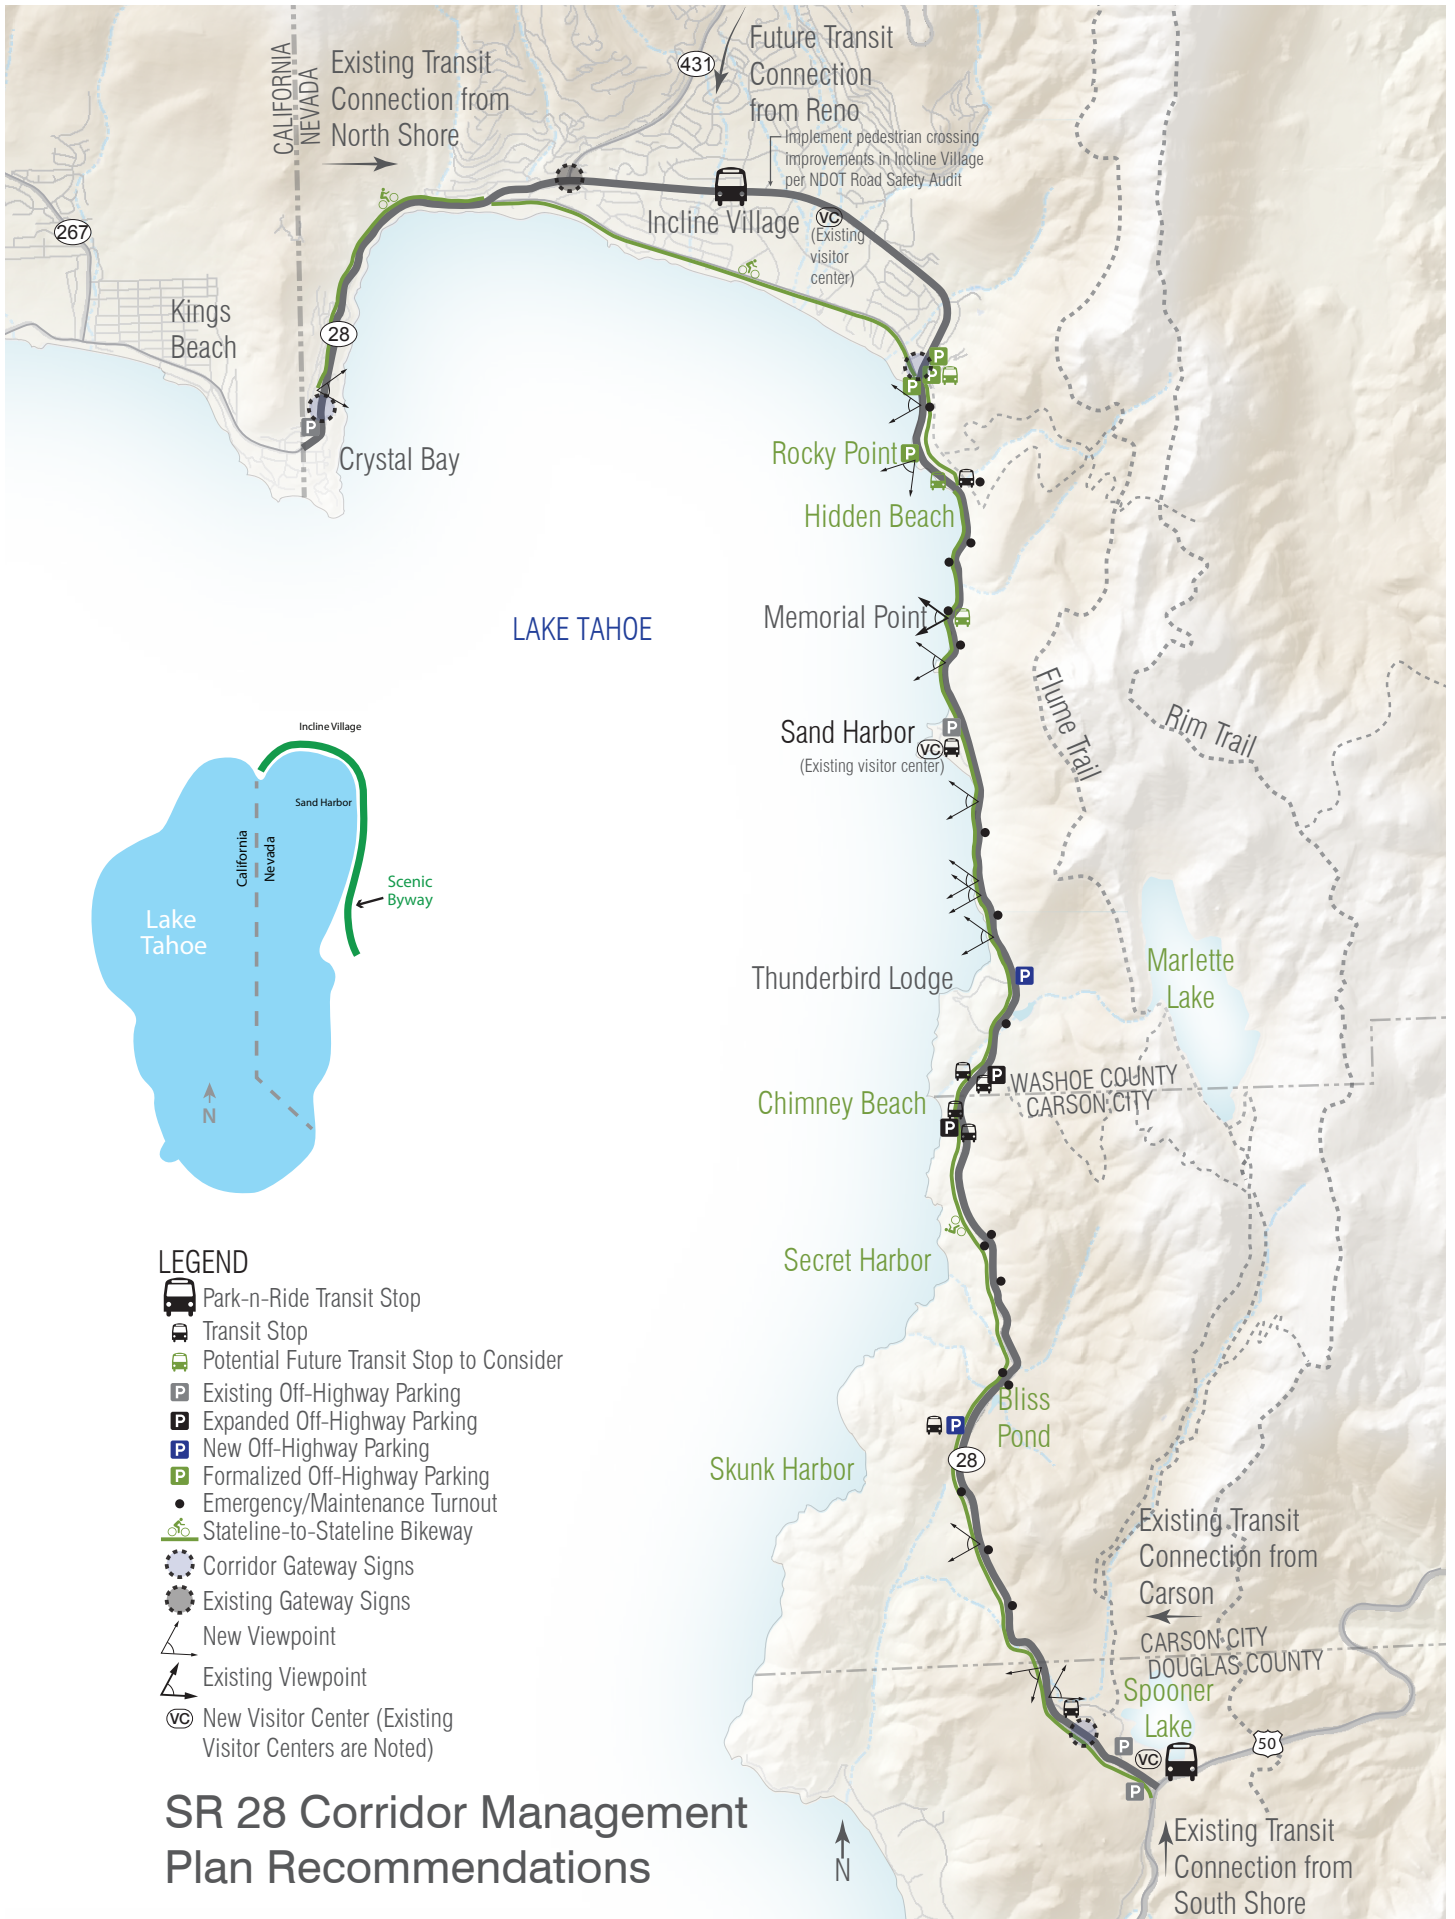 CALIFORNIA
NEVADA
Existing Transit
Connection from
North Shore
431
Future Transit
Connection
from Reno
Implement pedestrian crossing
improvements in Incline Village
per NDOT Road Safety Audit
267
Incline Village
VC
(Existing
visitor
center)
Kings
Beach
28
P
Crystal Bay
P
P
P
Rocky Point
P
Hidden Beach
Memorial Point
LAKE TAHOE
Flume Trail
Rim Trail
Sand Harbor
P
VC
(Existing visitor center)
Incline Village
Sand Harbor
California
Nevada
Scenic
Byway
Lake
Tahoe
N
Thunderbird Lodge
P
Marlette
Lake
P
WASHOE COUNTY
CARSON CITY
Chimney Beach
P
Secret Harbor
Bliss
Pond
P
28
Skunk Harbor
LEGEND
Park-n-Ride Transit Stop
Transit Stop
Potential Future Transit Stop to Consider
P Existing Off-Highway Parking
P Expanded Off-Highway Parking
P New Off-Highway Parking
P Formalized Off-Highway Parking
Emergency/Maintenance Turnout
Stateline-to-Stateline Bikeway
Corridor Gateway Signs
Existing Gateway Signs
New Viewpoint
Existing Viewpoint
VC New Visitor Center (Existing
Visitor Centers are Noted)
Existing Transit
Connection from
Carson
CARSON CITY
DOUGLAS COUNTY
Spooner
Lake
P
VC
50
P
SR 28 Corridor Management
Plan Recommendations
N
Existing Transit
Connection from
South Shore